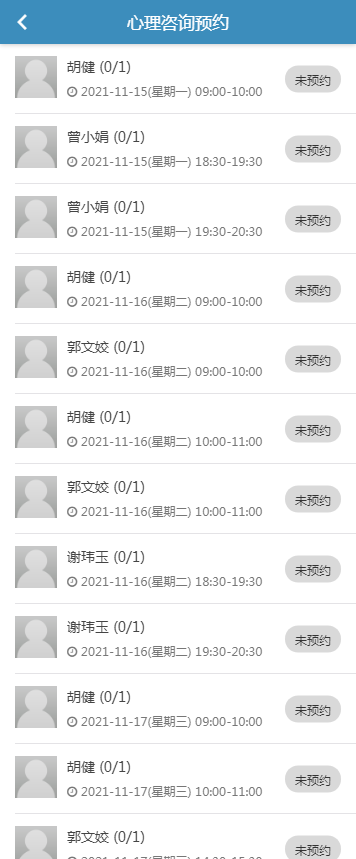 心理咨询预约
胡健 (0/1)
2021-11-15(星期一) 09:00-10:00
未预约
曾小娟 (0/1)
2021-11-15(星期一) 18:30-19:30
未预约
曾小娟 (0/1)
2021-11-15(星期一) 19:30-20:30
未预约
胡健 (0/1)
2021-11-16(星期二) 09:00-10:00
未预约
郭文姣 (0/1)
2021-11-16(星期二) 09:00-10:00
未预约
胡健 (0/1)
2021-11-16(星期二) 10:00-11:00
未预约
郭文姣 (0/1)
2021-11-16(星期二) 10:00-11:00
未预约
谢玮玉 (0/1)
2021-11-16(星期二) 18:30-19:30
未预约
谢玮玉 (0/1)
2021-11-16(星期二) 19:30-20:30
未预约
胡健 (0/1)
2021-11-17(星期三) 09:00-10:00
未预约
胡健 (0/1)
2021-11-17(星期三) 10:00-11:00
未预约
郭文姣 (0/1)
未预约